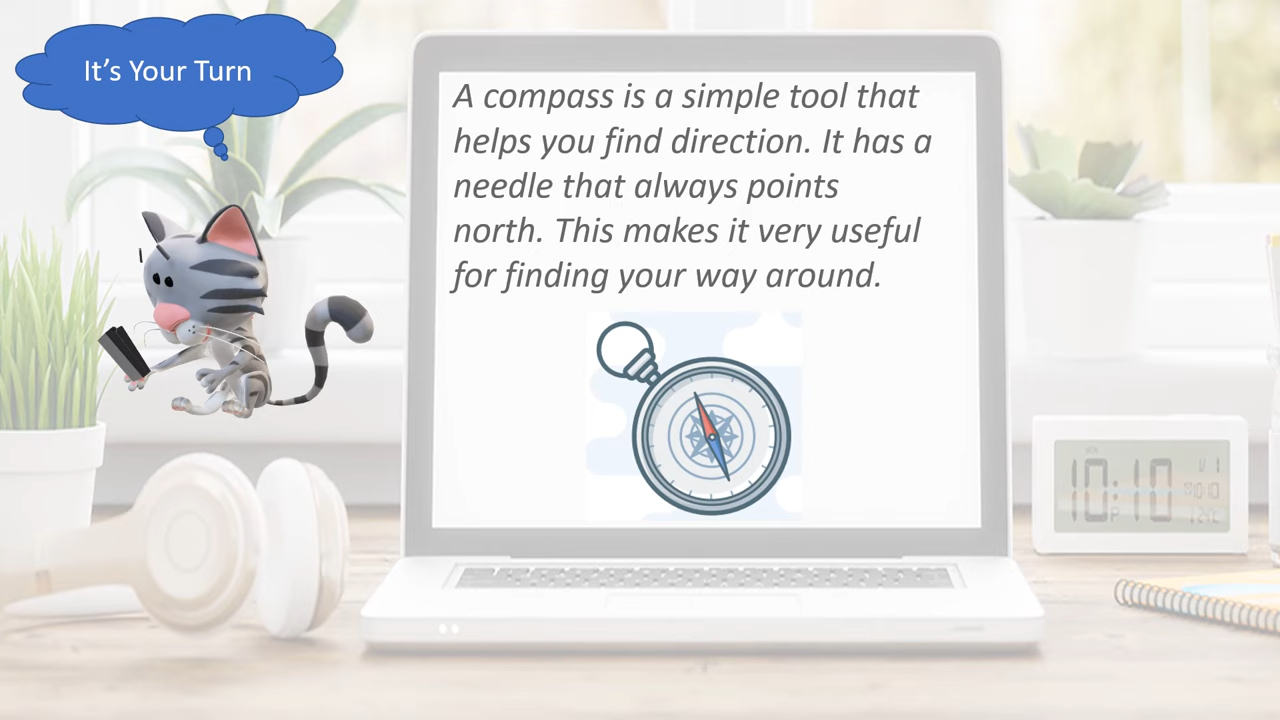 It's Your Turn
A compass is a simple tool that
helps you find direction. It has a
needle that always points
north. This makes it very useful
for finding your way around.
10:10